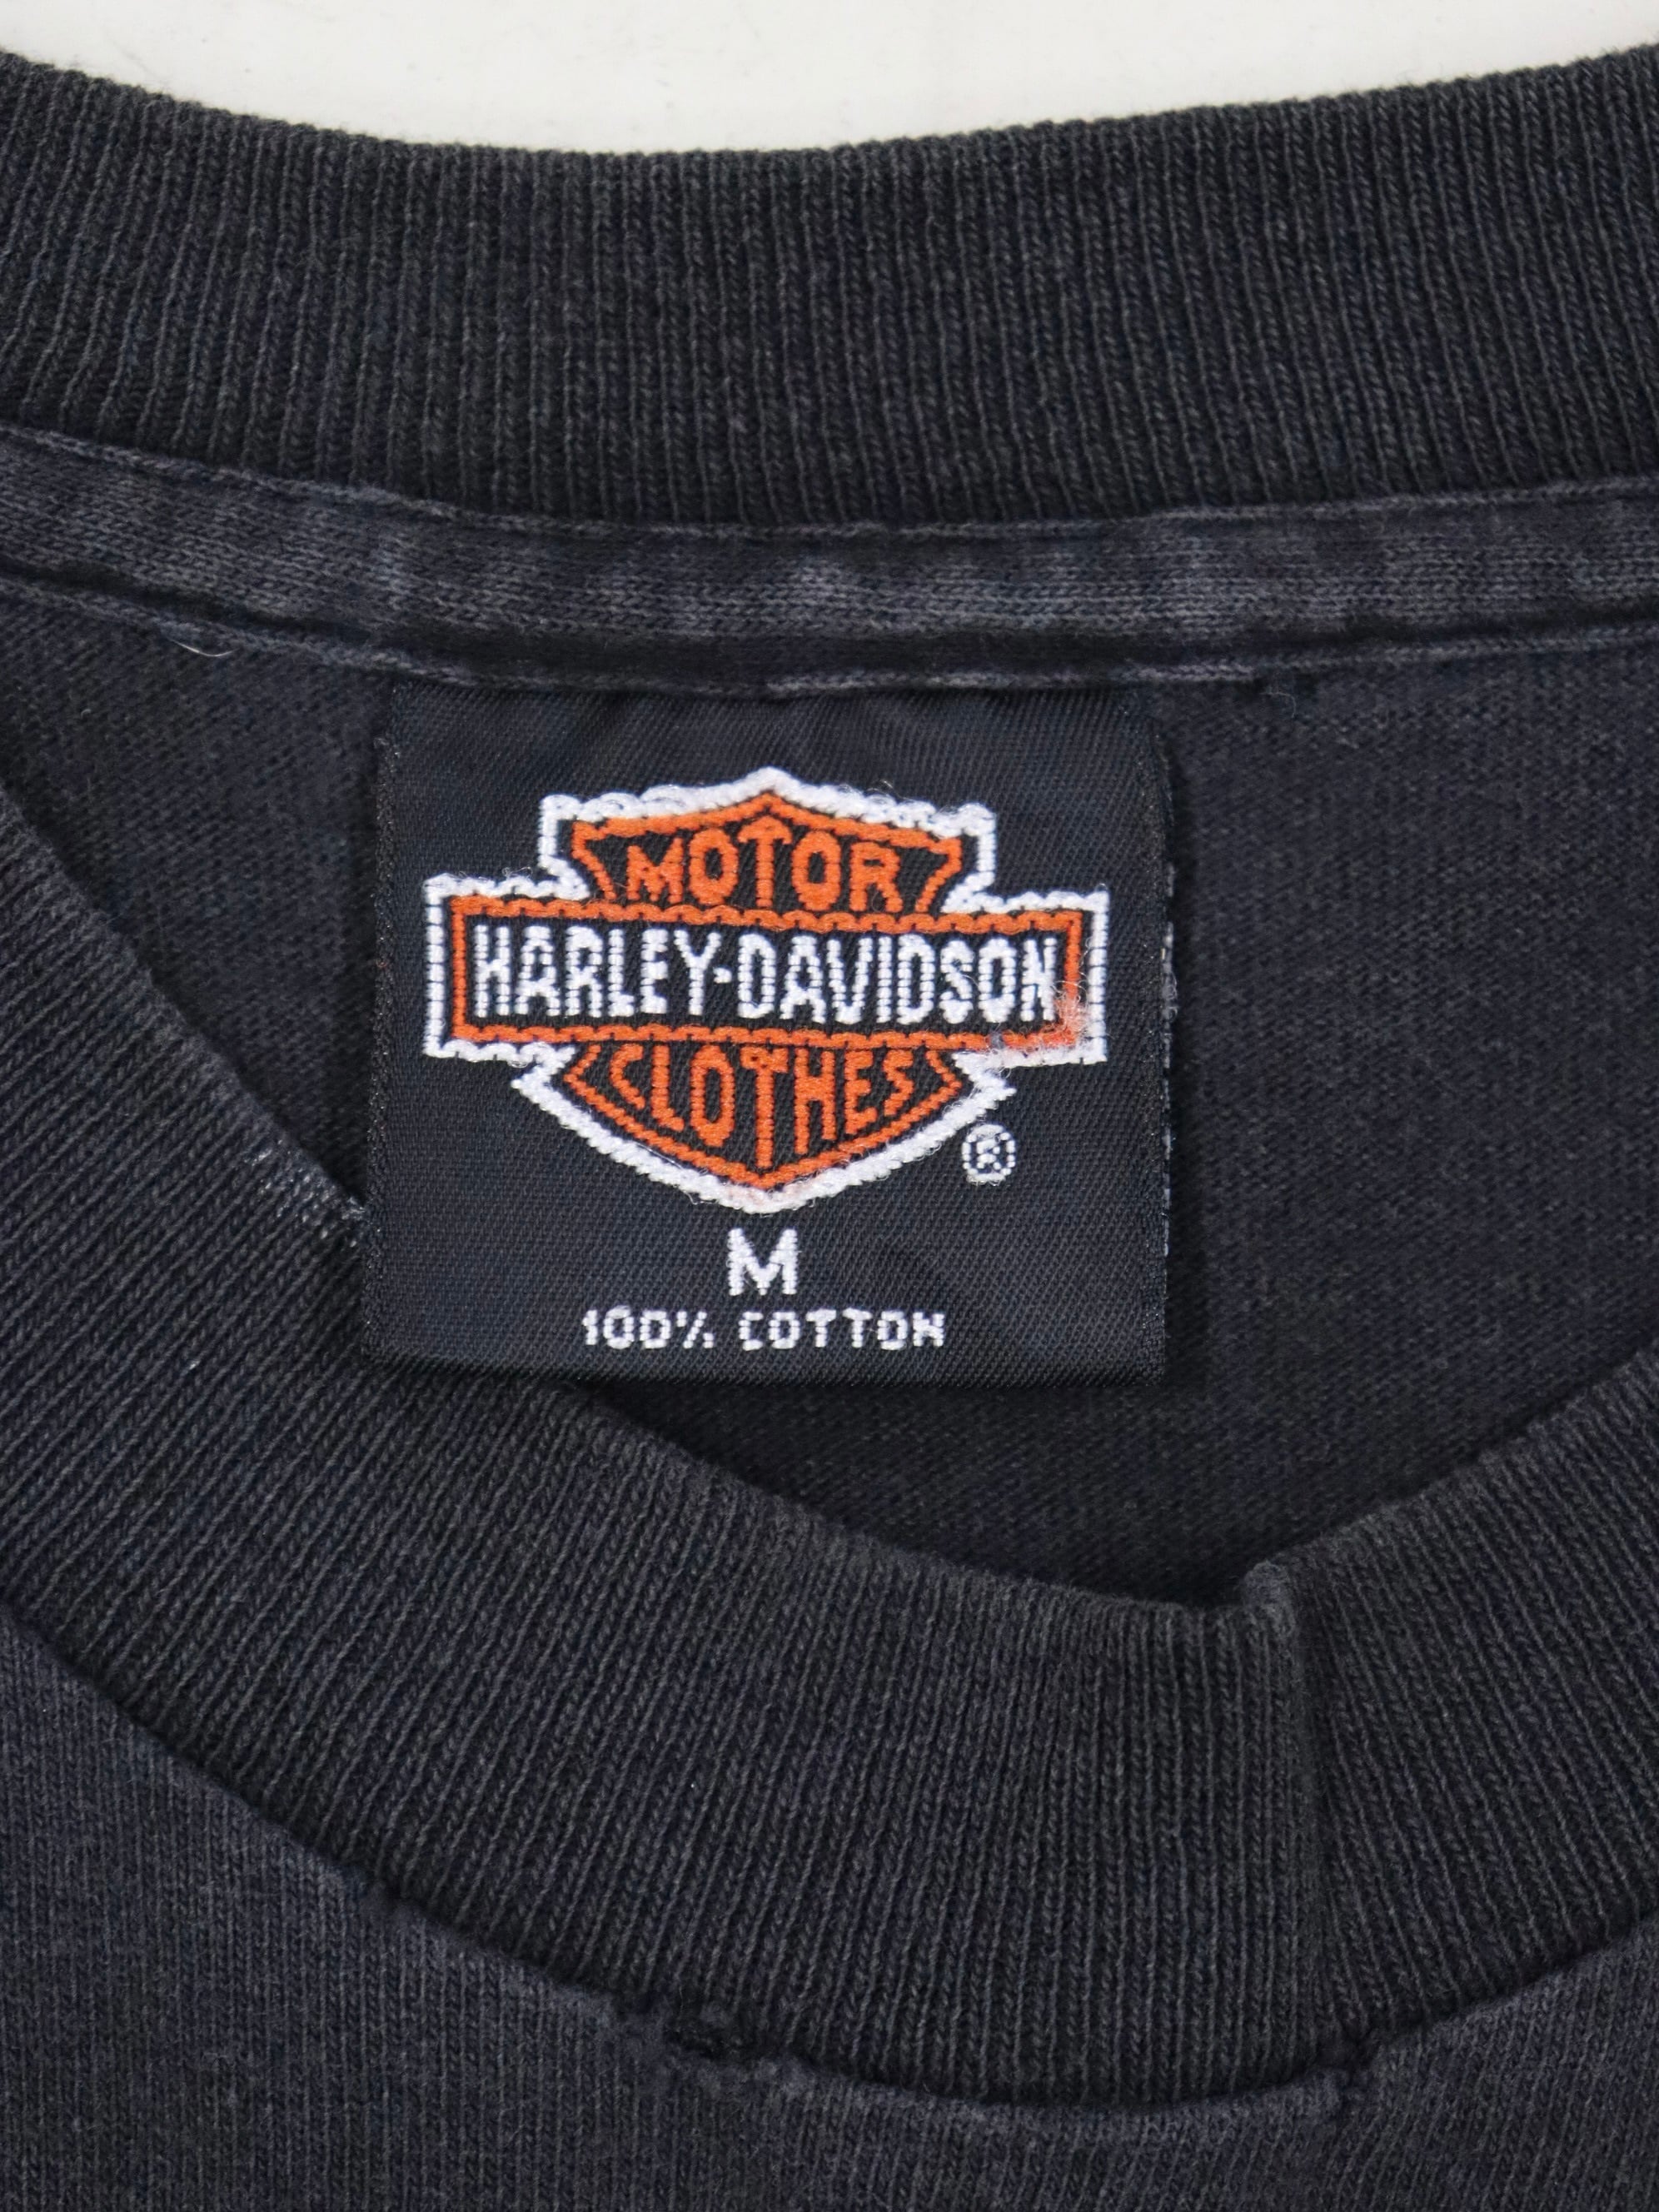 MOTOR
HARLEY-DAVIDSON
CLOTHES
®
M
100% COTTON